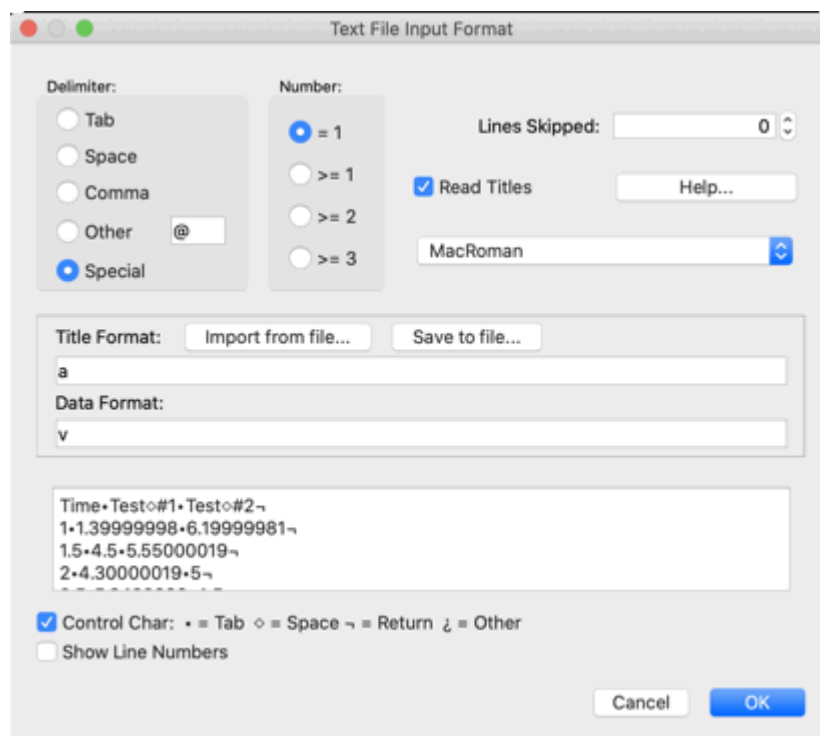 Text File Input Format
Delimiter:
Number:
Tab
Space
Comma
Other @
Special
= 1
>= 1
>= 2
>= 3
Lines Skipped: 0
Read Titles
Help...
MacRoman
Title Format: Import from file... Save to file...
a
Data Format:
v
Time•Test◇#1•Test◇#2¬
1•1.39999998•6.19999981¬
1.5•4.5•5.55000019¬
2•4.30000019•5¬
Control Char: • = Tab ◇ = Space ¬ = Return ¿ = Other
Show Line Numbers
Cancel
OK